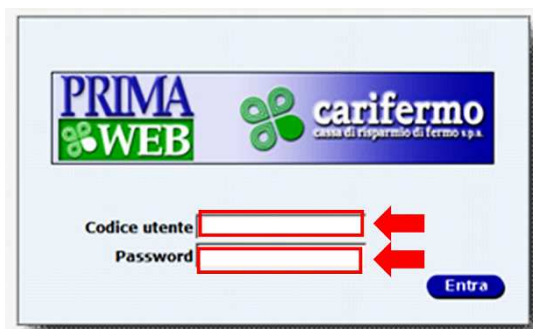 PRIMA
WEB
carifermo
cassa di risparmio di fermo s.p.a.
Codice utente
Password
Entra